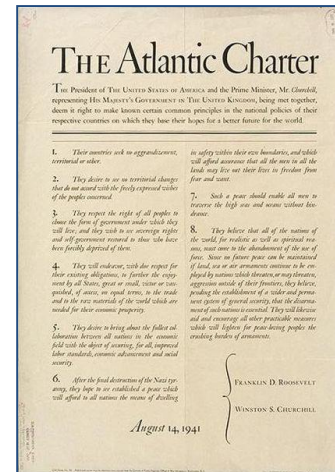 THE Atlantic Charter
THE President of THE UNITED STATES OF AMERICA and the Prime Minister, Mr. Churchill,
representing HIS MAJESTY'S GOVERNMENT IN THE UNITED KINGDOM, being met together,
deem it right to make known certain common principles in the national policies of their
respective countries on which they base their hopes for a better future for the world.
1. Their countries seek no aggrandizement,
territorial or other.
2. They desire to see no territorial changes
that do not accord with the freely expressed wishes
of the peoples concerned.
3. They respect the right of all peoples to
choose the form of government under which they
will live; and they wish to see sovereign rights
and self-government restored to those who have
been forcibly deprived of them.
4. They will endeavor, with due respect for
their existing obligations, to further the enjoy-
ment by all States, great or small, victor or van-
quished, of access, on equal terms, to the trade
and to the raw materials of the world which are
needed for their economic prosperity.
5. They desire to bring about the fullest col-
laboration between all nations in the economic
field with the object of securing, for all, improved
labor standards, economic advancement and social
security.
6. After the final destruction of the Nazi tyr-
anny, they hope to see established a peace which
will afford to all nations the means of dwelling
in safety within their own boundaries, and which
will afford assurance that all the men in all the
lands may live out their lives in freedom from
fear and want.
7. Such a peace should enable all men to
traverse the high seas and oceans without hin-
drance.
8. They believe that all of the nations of
the world, for realistic as well as spiritual rea-
sons, must come to the abandonment of the use of
force. Since no future peace can be maintained
if land, sea or air armaments continue to be em-
ployed by nations which threaten, or may threaten,
aggression outside of their frontiers, they believe,
pending the establishment of a wider and perma-
nent system of general security, that the disarma-
ment of such nations is essential. They will likewise
aid and encourage all other practicable measures
which will lighten for peace-loving peoples the
crushing burden of armaments.
FRANKLIN D. ROOSEVELT
WINSTON S. CHURCHILL
August 14, 1941